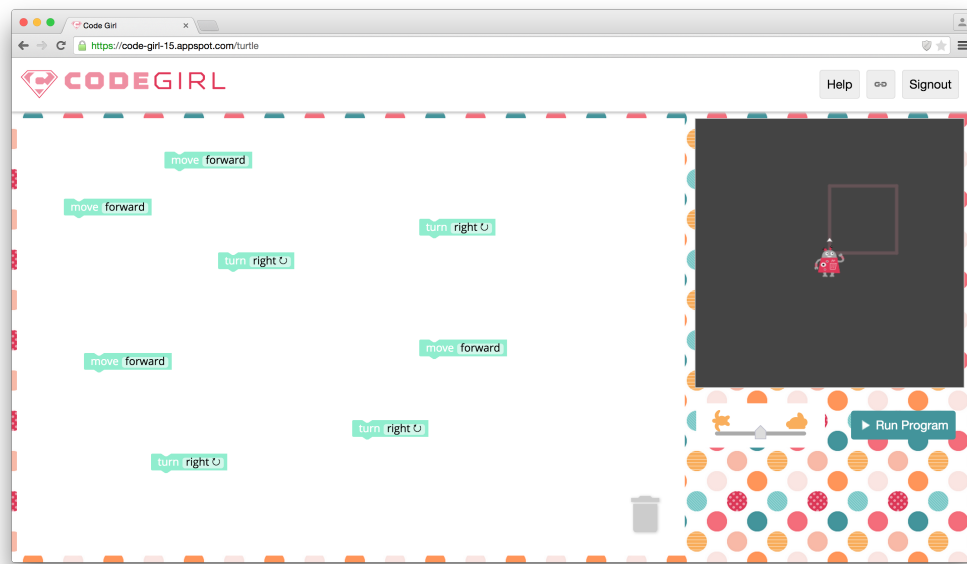 Code Girl
https://code-girl-15.appspot.com/turtle
CODEGIRL
Help
Signout
move forward
move forward
turn right
turn right
move forward
move forward
turn right
turn right
Run Program